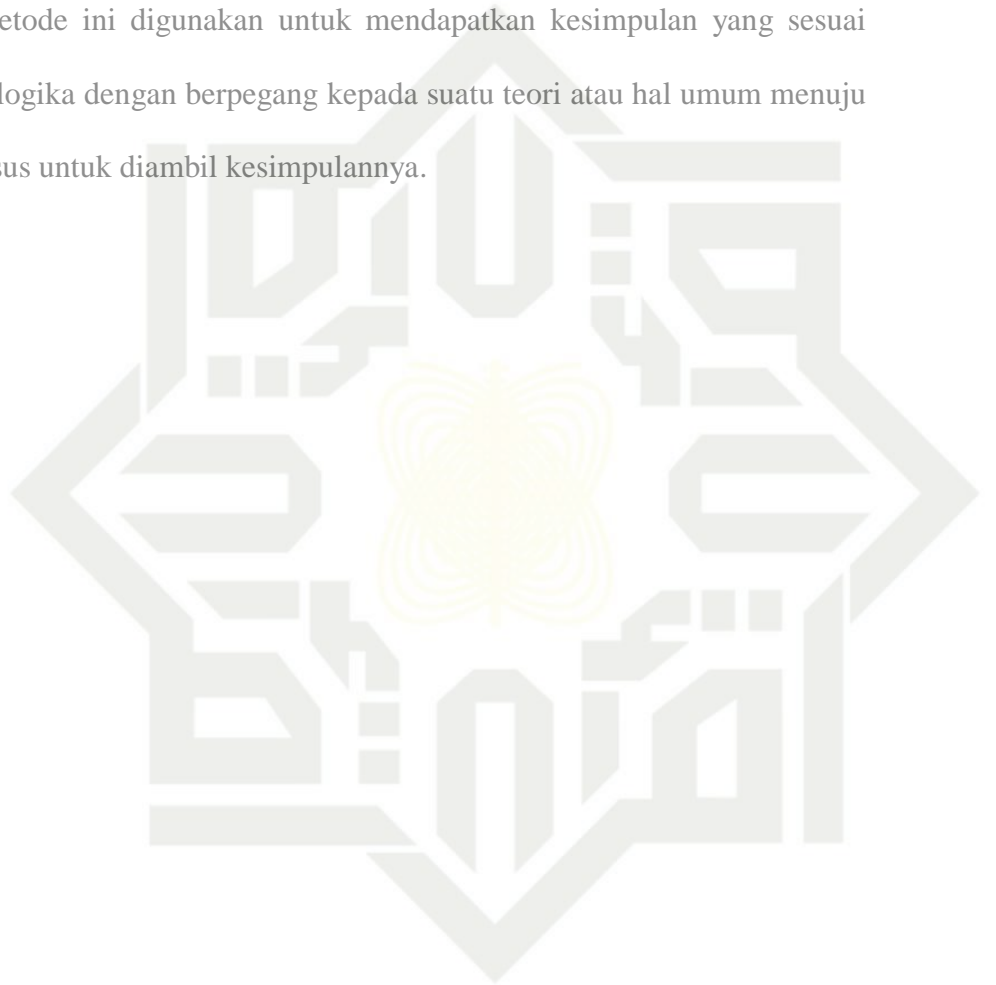 etode ini digunakan untuk mendapatkan kesimpulan yang sesuai
logika dengan berpegang kepada suatu teori atau hal umum menuju
sus untuk diambil kesimpulannya.